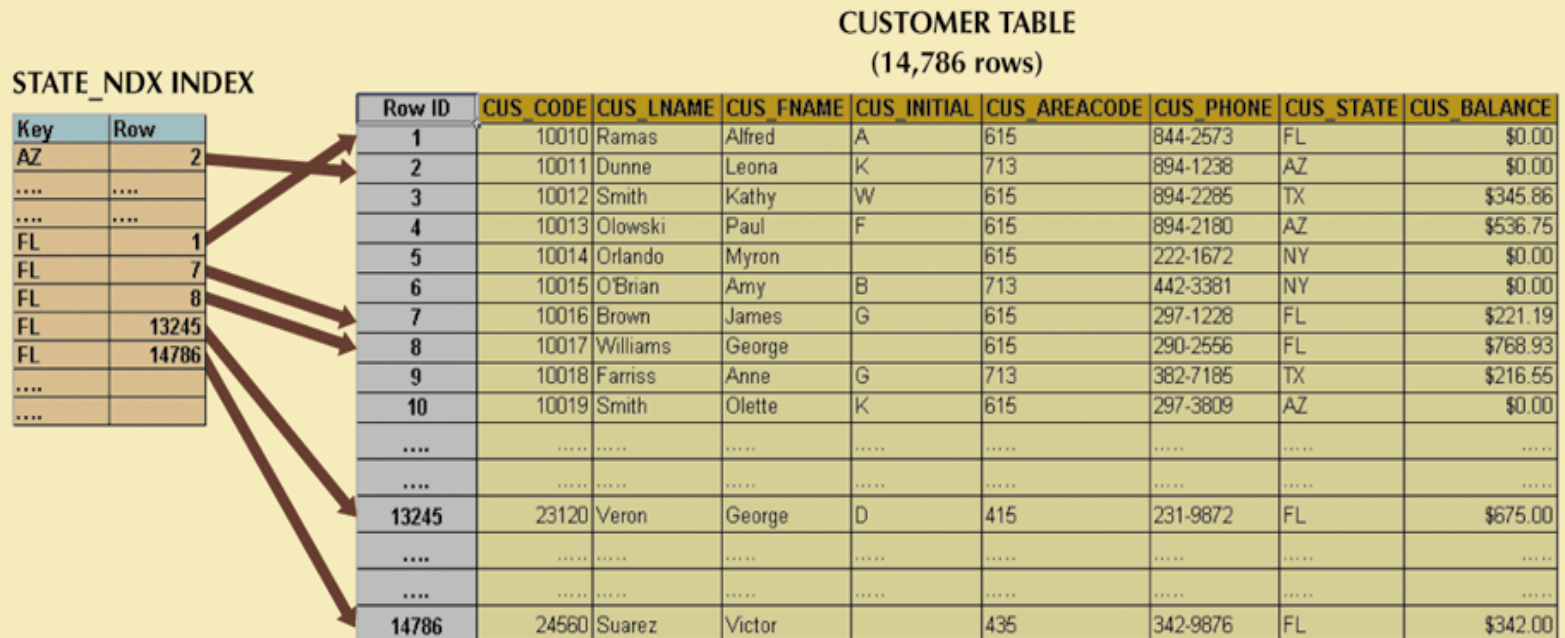 CUSTOMER TABLE
(14,786 rows)
STATE_NDX INDEX
Key Row
AZ 2
.... ....
.... ....
FL 1
FL 7
FL 8
FL 13245
FL 14786
....
....
Row ID CUS_CODE CUS_LNAME CUS_FNAME CUS_INITIAL CUS_AREACODE CUS_PHONE CUS_STATE CUS_BALANCE
1 10010 Ramas Alfred A 615 844-2573 FL $0.00
2 10011 Dunne Leona K 713 894-1238 AZ $0.00
3 10012 Smith Kathy W 615 894-2285 TX $345.86
4 10013 Olowski Paul F 615 894-2180 AZ $536.75
5 10014 Orlando Myron 615 222-1672 NY $0.00
6 10015 O'Brian Amy B 713 442-3381 NY $0.00
7 10016 Brown James G 615 297-1228 FL $221.19
8 10017 Williams George 615 290-2556 FL $768.93
9 10018 Farriss Anne G 713 382-7185 TX $216.55
10 10019 Smith Olette K 615 297-3809 AZ $0.00
.... ..... ..... ..... ..... ..... ..... ..... .....
.... ..... ..... ..... ..... ..... ..... ..... .....
13245 23120 Veron George D 415 231-9872 FL $675.00
.... ..... ..... ..... ..... ..... ..... ..... .....
.... ..... ..... ..... ..... ..... ..... ..... .....
14786 24560 Suarez Victor 435 342-9876 FL $342.00